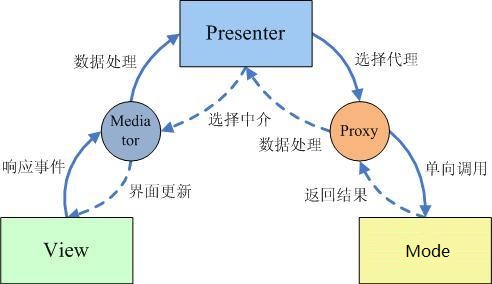 Presenter
数据处理
选择代理
Media
tor
选择中介
Proxy
数据处理
响应事件
界面更新
返回结果
单向调用
View
Mode